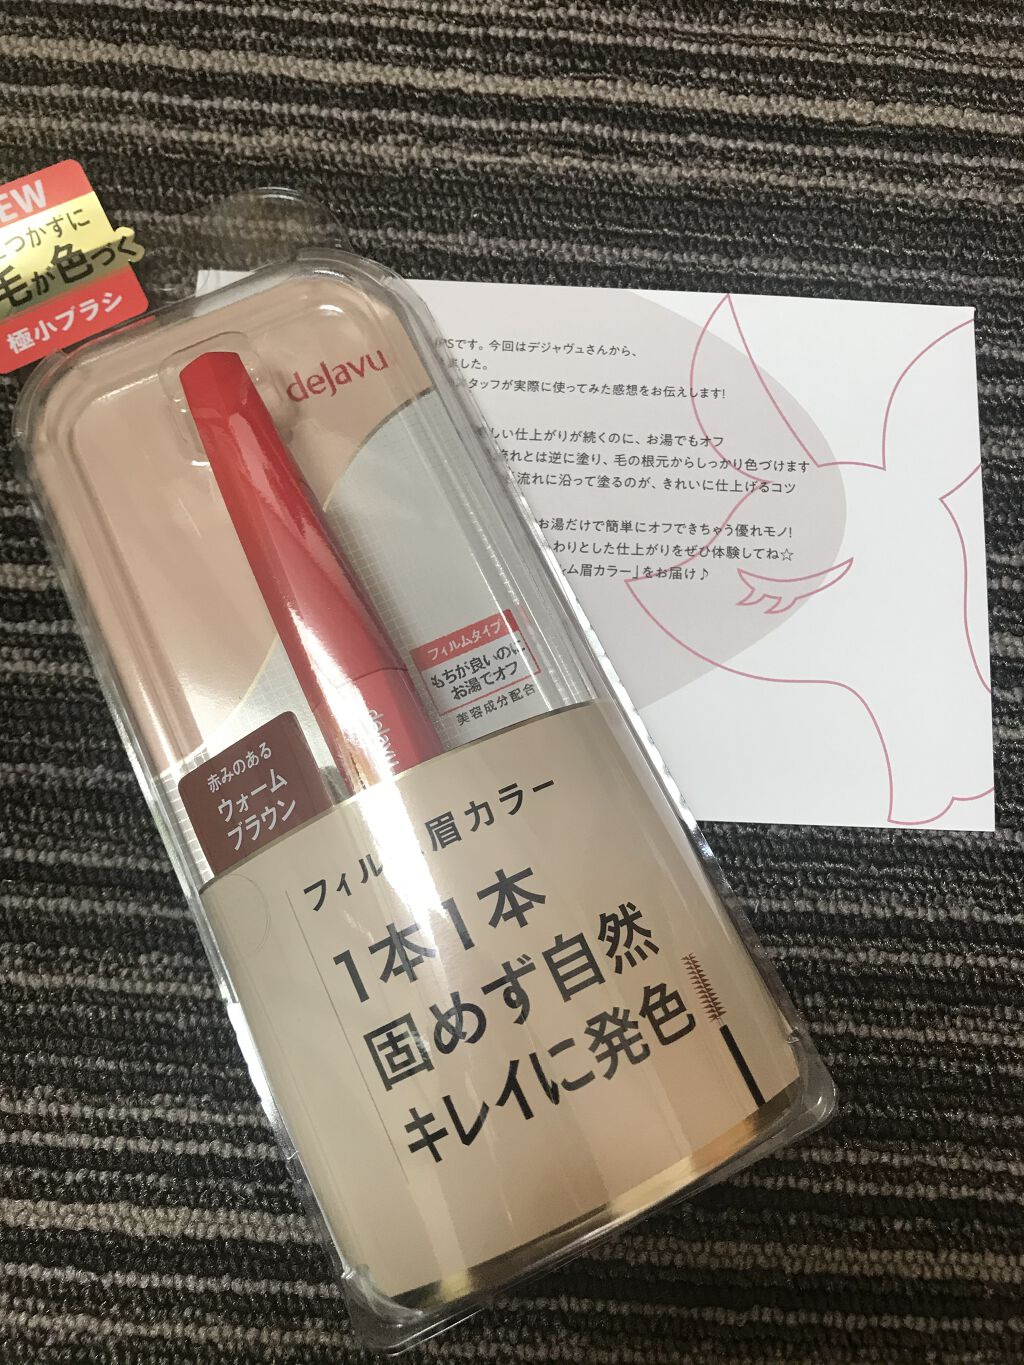 EW
つかずに
毛が色づく
極小ブラシ
dejavu
フィルムタイプ
もちが良いのに
お湯でオフ
美容成分配合
赤みのある
ウォーム
ブラウン
dejavu
フィル 眉カラー
1本1本
固めず自然
キレイに発色
PSです。今回はデジャヴュさんから、
ました。
タッフが実際に使ってみた感想をお伝えします!
しい仕上がりが続くのに、お湯でもオフ
流れとは逆に塗り、毛の根元からしっかり色づけます
流れに沿って塗るのが、きれいに仕上げるコツ
お湯だけで簡単にオフできちゃう優れモノ!
わりとした仕上がりをぜひ体験してね☆
ルム眉カラー」をお届け♪